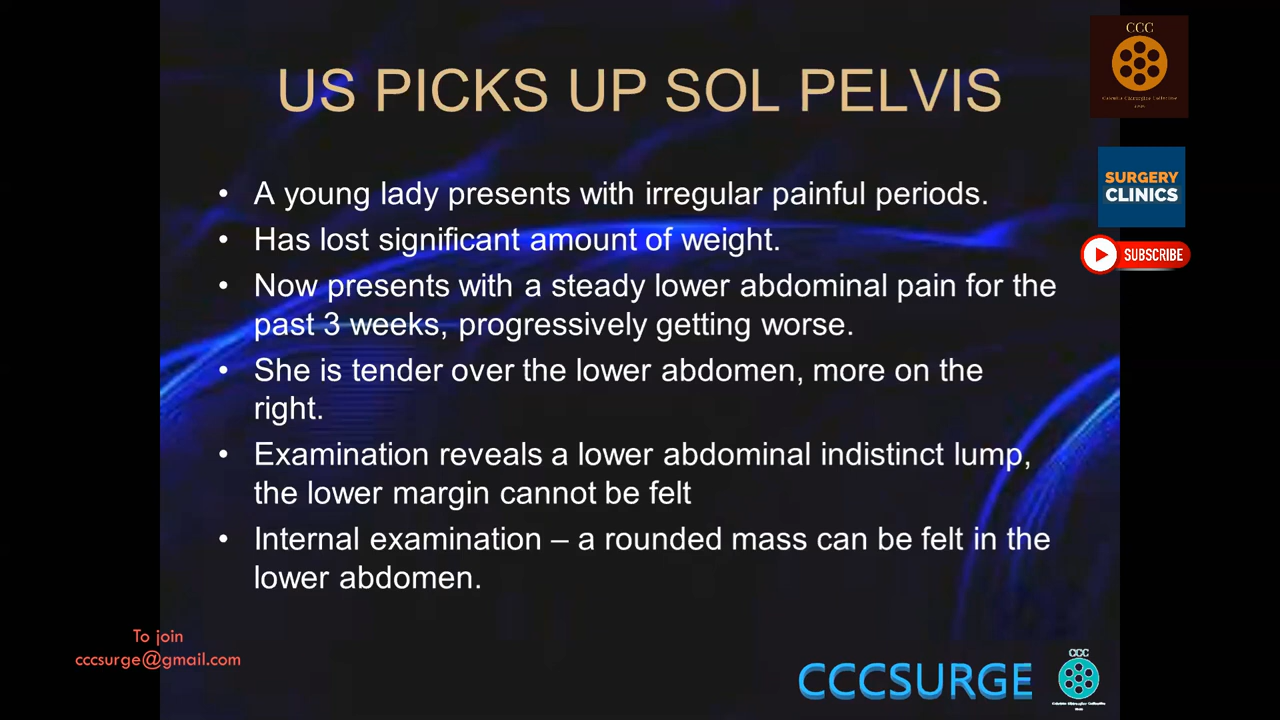 CCC
US PICKS UP SOL PELVIS
SURGERY
CLINICS
SUBSCRIBE
• A young lady presents with irregular painful periods.
• Has lost significant amount of weight.
• Now presents with a steady lower abdominal pain for the
past 3 weeks, progressively getting worse.
• She is tender over the lower abdomen, more on the
right.
• Examination reveals a lower abdominal indistinct lump,
the lower margin cannot be felt
• Internal examination – a rounded mass can be felt in the
lower abdomen.
To join
cccsurge@gmail.com
CCCSURGE
CCC